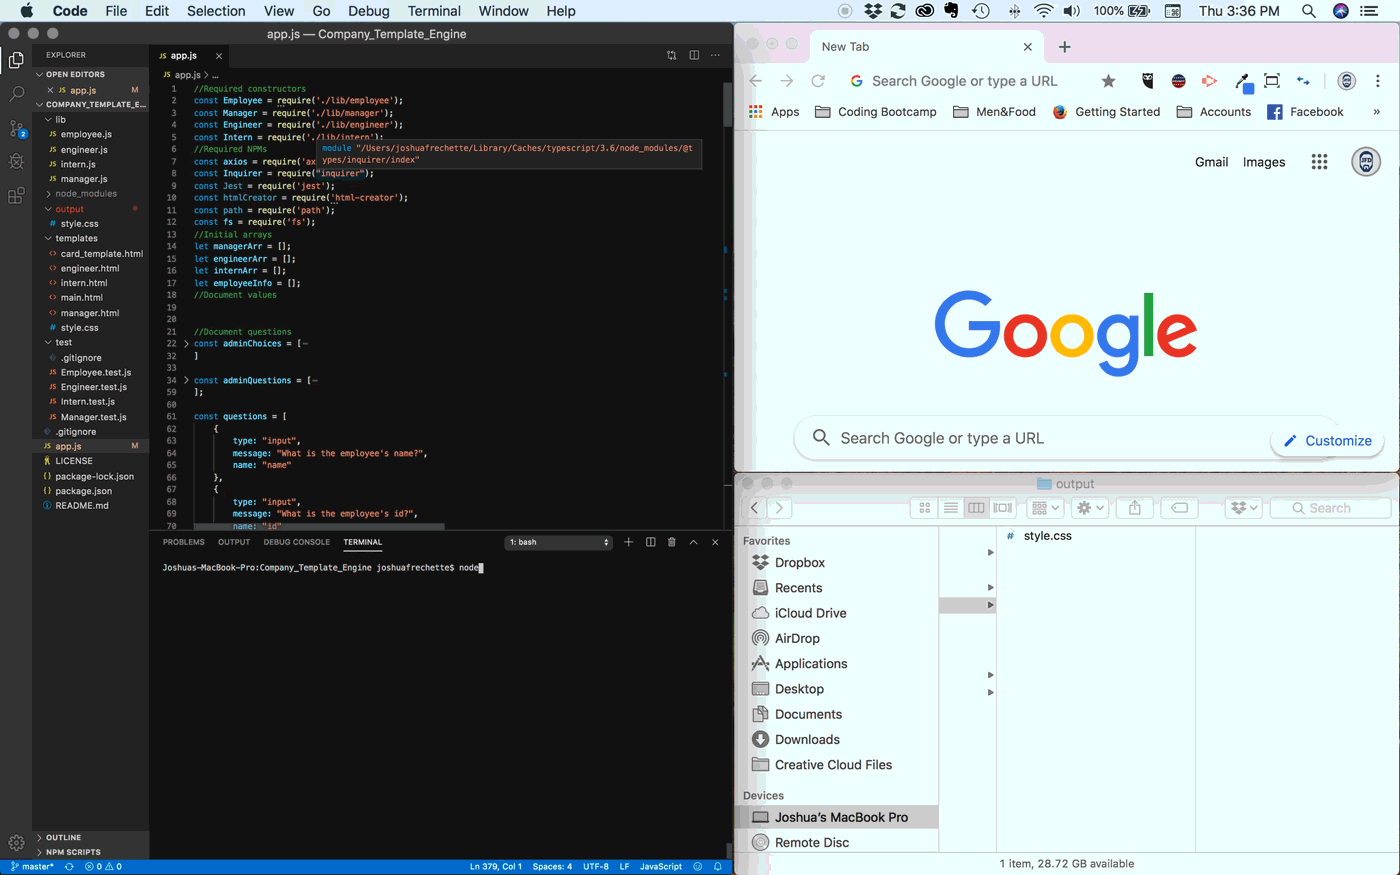 Code File Edit Selection View Go Debug Terminal Window Help
100% Thu 3:36 PM
app.js — Company_Template_Engine
EXPLORER
OPEN EDITORS
JS app.js M
COMPANY_TEMPLATE_E...
lib
JS employee.js
JS engineer.js
JS intern.js
JS manager.js
node_modules
output
# style.css
templates
card_template.html
engineer.html
intern.html
main.html
manager.html
# style.css
test
.gitignore
JS Employee.test.js
JS Engineer.test.js
JS Intern.test.js
JS Manager.test.js
.gitignore
JS app.js M
LICENSE
package-lock.json
package.json
README.md
OUTLINE
NPM SCRIPTS
2
JS app.js
JS app.js > ...
1 //Required constructors
2 const Employee = require('./lib/employee');
3 const Manager = require('./lib/manager');
4 const Engineer = require('./lib/engineer');
5 const Intern = require('./lib/intern');
6 //Required NPMs
7 const axios = require('ax
module "/Users/joshuafrechette/Library/Caches/typescript/3.6/node_modules/@t
ypes/inquirer/index"
8 const Inquirer = require("inquirer");
9 const Jest = require('jest');
10 const htmlCreator = require('html-creator');
11 const path = require('path');
12 const fs = require('fs');
13 //Initial arrays
14 let managerArr = [];
15 let engineerArr = [];
16 let internArr = [];
17 let employeeInfo = [];
18 //Document values
19
20
21 //Document questions
22 const adminChoices = [
32 ]
33
34 const adminQuestions = [
59 ];
60
61 const questions = [
62 {
63 type: "input",
64 message: "What is the employee's name?",
65 name: "name"
66 },
67 {
68 type: "input",
69 message: "What is the employee's id?",
70 name: "id"
PROBLEMS OUTPUT DEBUG CONSOLE TERMINAL
1: bash
Joshuas-MacBook-Pro:Company_Template_Engine joshuafrechette$ node
master* 0 0 Ln 379, Col 1 Spaces: 4 UTF-8 LF JavaScript
New Tab
Search Google or type a URL
Apps Coding Bootcamp Men&Food Getting Started Accounts Facebook »
Gmail Images
JFD
Google
Search Google or type a URL
Customize
output
Search
Favorites
Dropbox
Recents
iCloud Drive
AirDrop
Applications
Desktop
Documents
Downloads
Creative Cloud Files
Devices
Joshua's MacBook Pro
Remote Disc
# style.css
1 item, 28.72 GB available